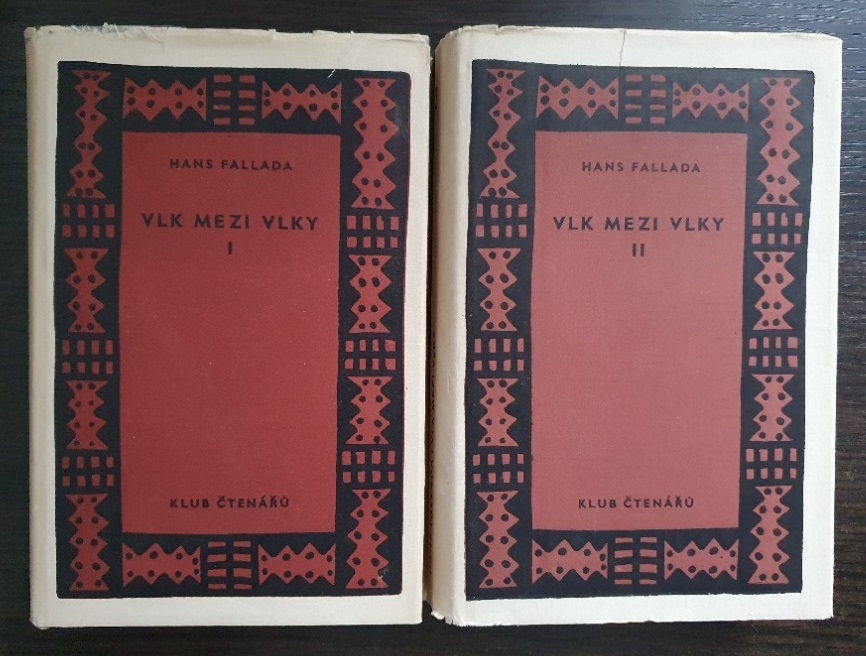 HANS FALLADA
VLK MEZI VLKY
I
KLUB ČTENÁŘŮ
HANS FALLADA
VLK MEZI VLKY
II
KLUB ČTENÁŘŮ